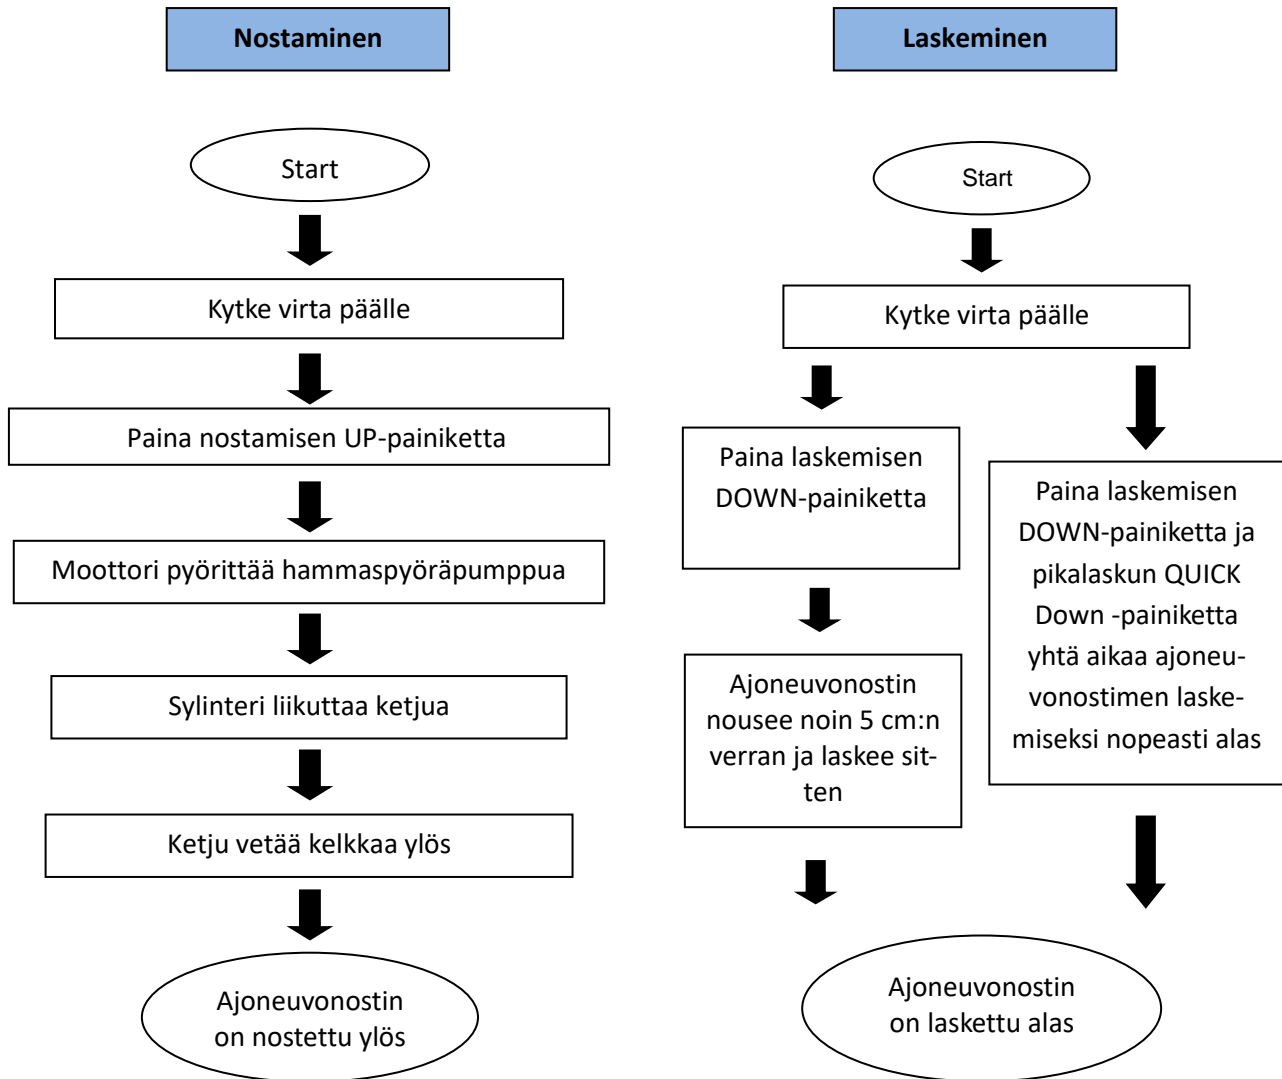 Nostaminen
Start
Kytke virta päälle
Paina nostamisen UP-painiketta
Moottori pyörittää hammaspyöräpumppua
Sylinteri liikuttaa ketjua
Ketju vetää kelkkaa ylös
Ajoneuvonostin
on nostettu ylös
Laskeminen
Start
Kytke virta päälle
Paina laskemisen
DOWN-painiketta
Ajoneuvonostin
nousee noin 5 cm:n
verran ja laskee sit-
ten
Paina laskemisen
DOWN-painiketta ja
pikalaskun QUICK
Down -painiketta
yhtä aikaa ajoneu-
vonostimen laske-
miseksi nopeasti alas
Ajoneuvonostin
on laskettu alas